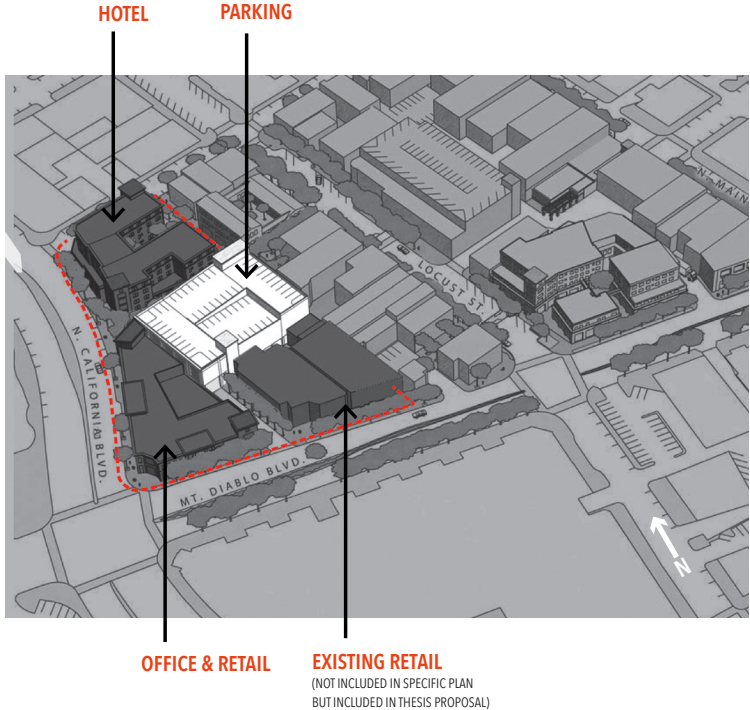 HOTEL
PARKING
N. MAIN
LOCUST ST.
N. CALIFORNIA BLVD.
MT. DIABLO BLVD.
N
OFFICE & RETAIL
EXISTING RETAIL
(NOT INCLUDED IN SPECIFIC PLAN
BUT INCLUDED IN THESIS PROPOSAL)